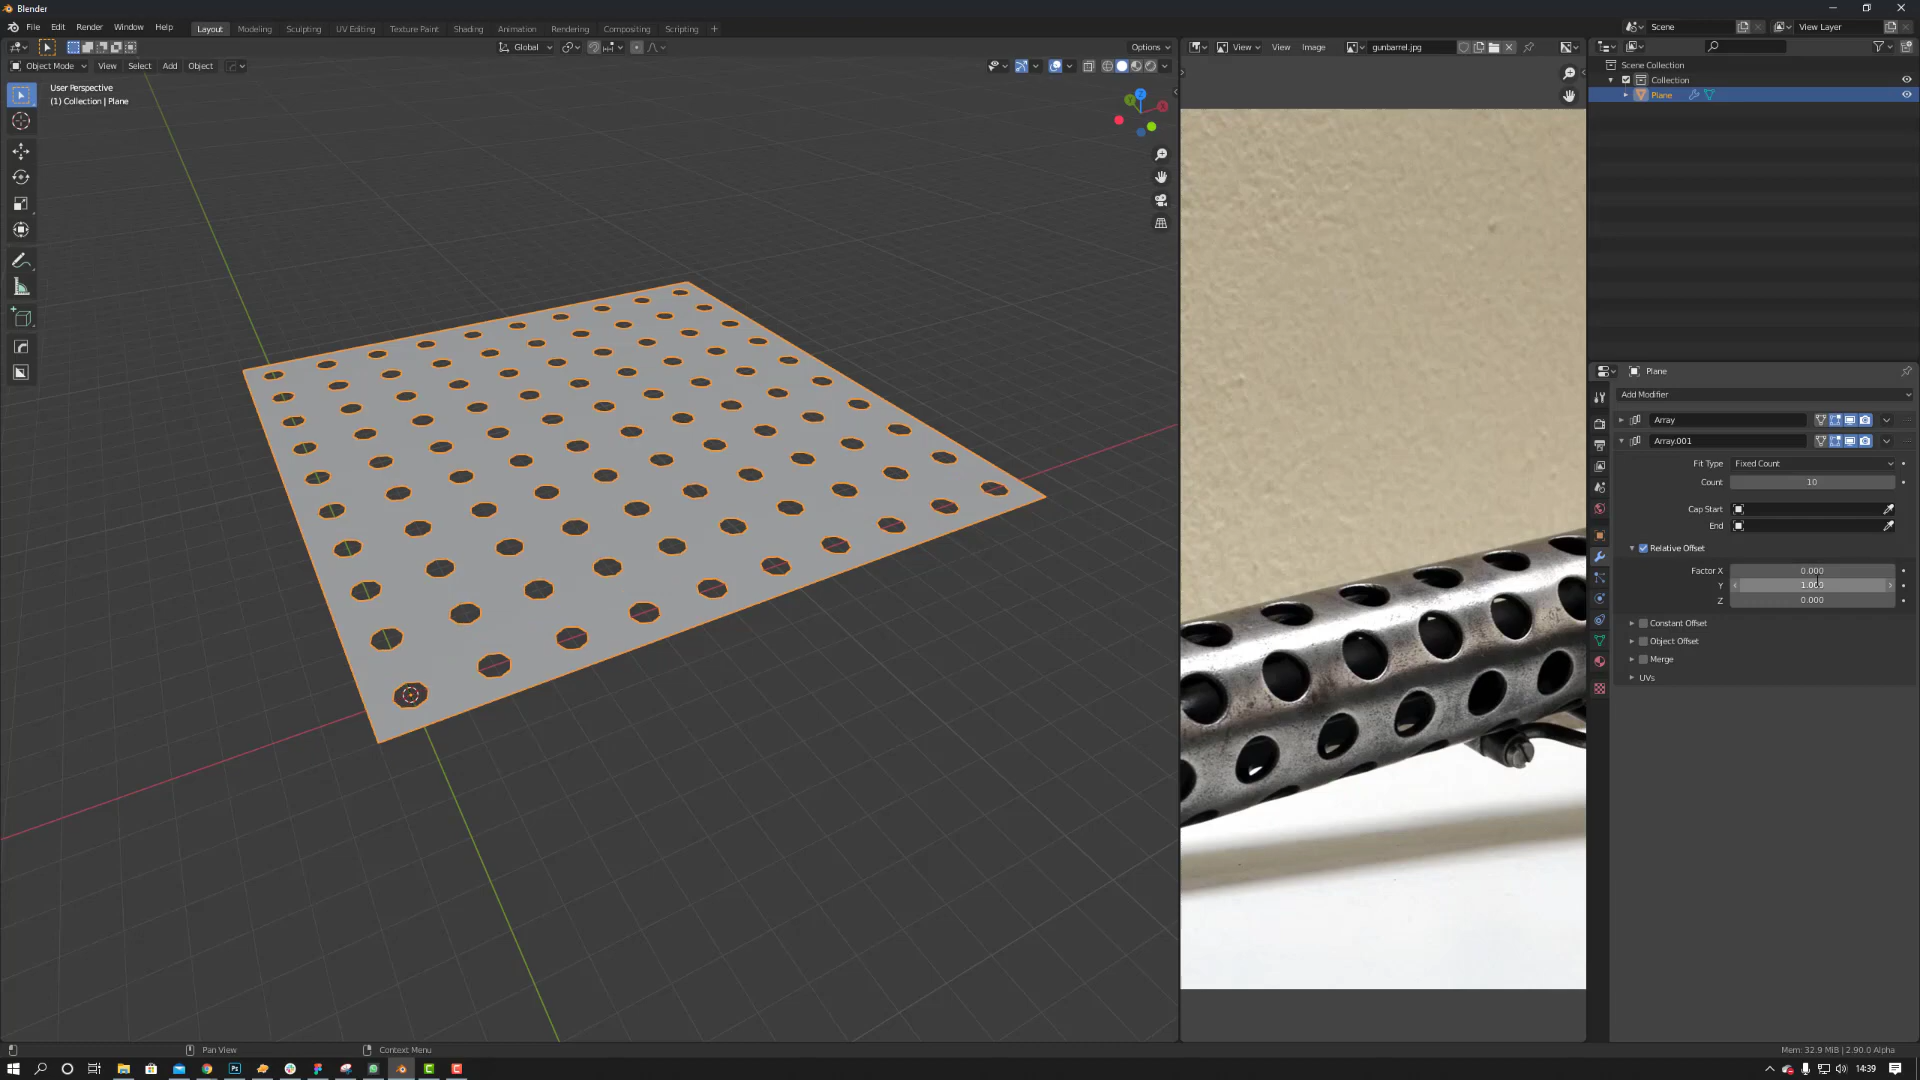 Blender
File Edit Render Window Help Layout Modeling Sculpting UV Editing Texture Paint Shading Animation Rendering Compositing Scripting + Scene View Layer
Global Options View View Image gunbarrel.jpg
Object Mode View Select Add Object
User Perspective
(1) Collection | Plane
Z
Y
X
Scene Collection
Collection
Plane
Plane
Add Modifier
Array
Array.001
Fit Type Fixed Count
Count 10
Cap Start
End
Relative Offset
Factor X 0.000
Y 1.000
Z 0.000
Constant Offset
Object Offset
Merge
UVs
Pan View Context Menu Mem: 32.9 MiB | 2.90.0 Alpha
Ps 14:39